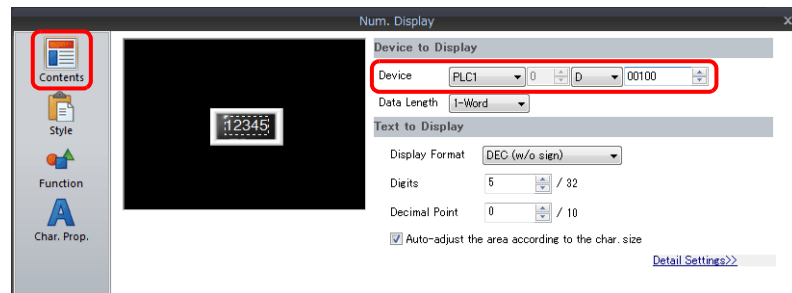 Num. Display
Contents
Style
Function
Char. Prop.
12345
Device to Display
Device PLC1 0 D 00100
Data Length 1-Word
Text to Display
Display Format DEC (w/o sign)
Digits 5 / 32
Decimal Point 0 / 10
Auto-adjust the area according to the char. size
Detail Settings>>